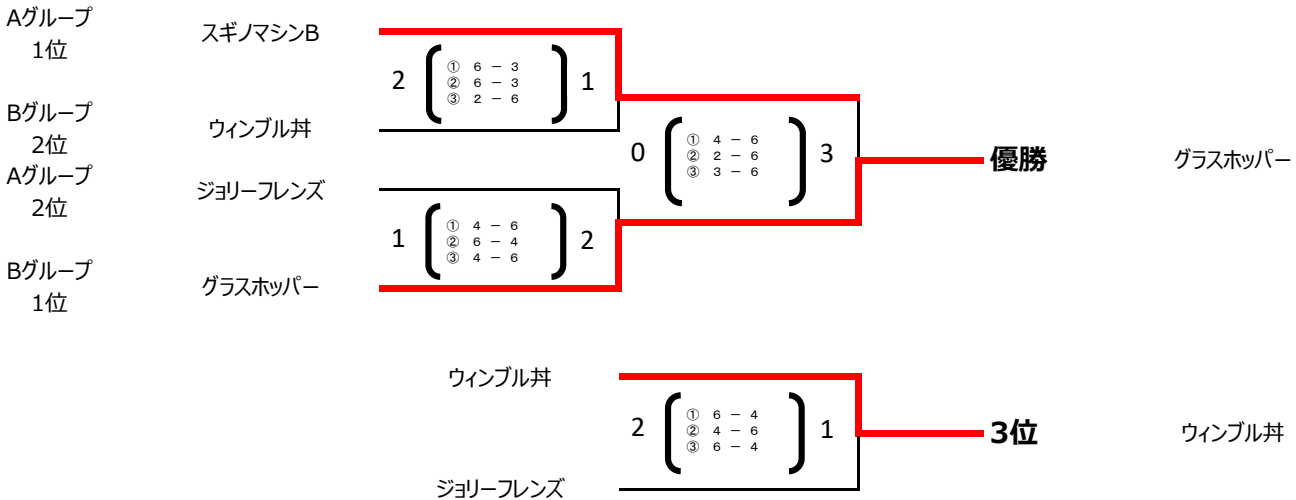 Aグループ
1位
スギノマシンB
2
① 6 － 3
② 6 － 3
③ 2 － 6
1
Bグループ
2位
ウィンブル丼
0
① 4 － 6
② 2 － 6
③ 3 － 6
3
優勝
グラスホッパー
Aグループ
2位
ジョリーフレンズ
1
① 4 － 6
② 6 － 4
③ 4 － 6
2
Bグループ
1位
グラスホッパー
ウィンブル丼
2
① 6 － 4
② 4 － 6
③ 6 － 4
1
3位
ウィンブル丼
ジョリーフレンズ